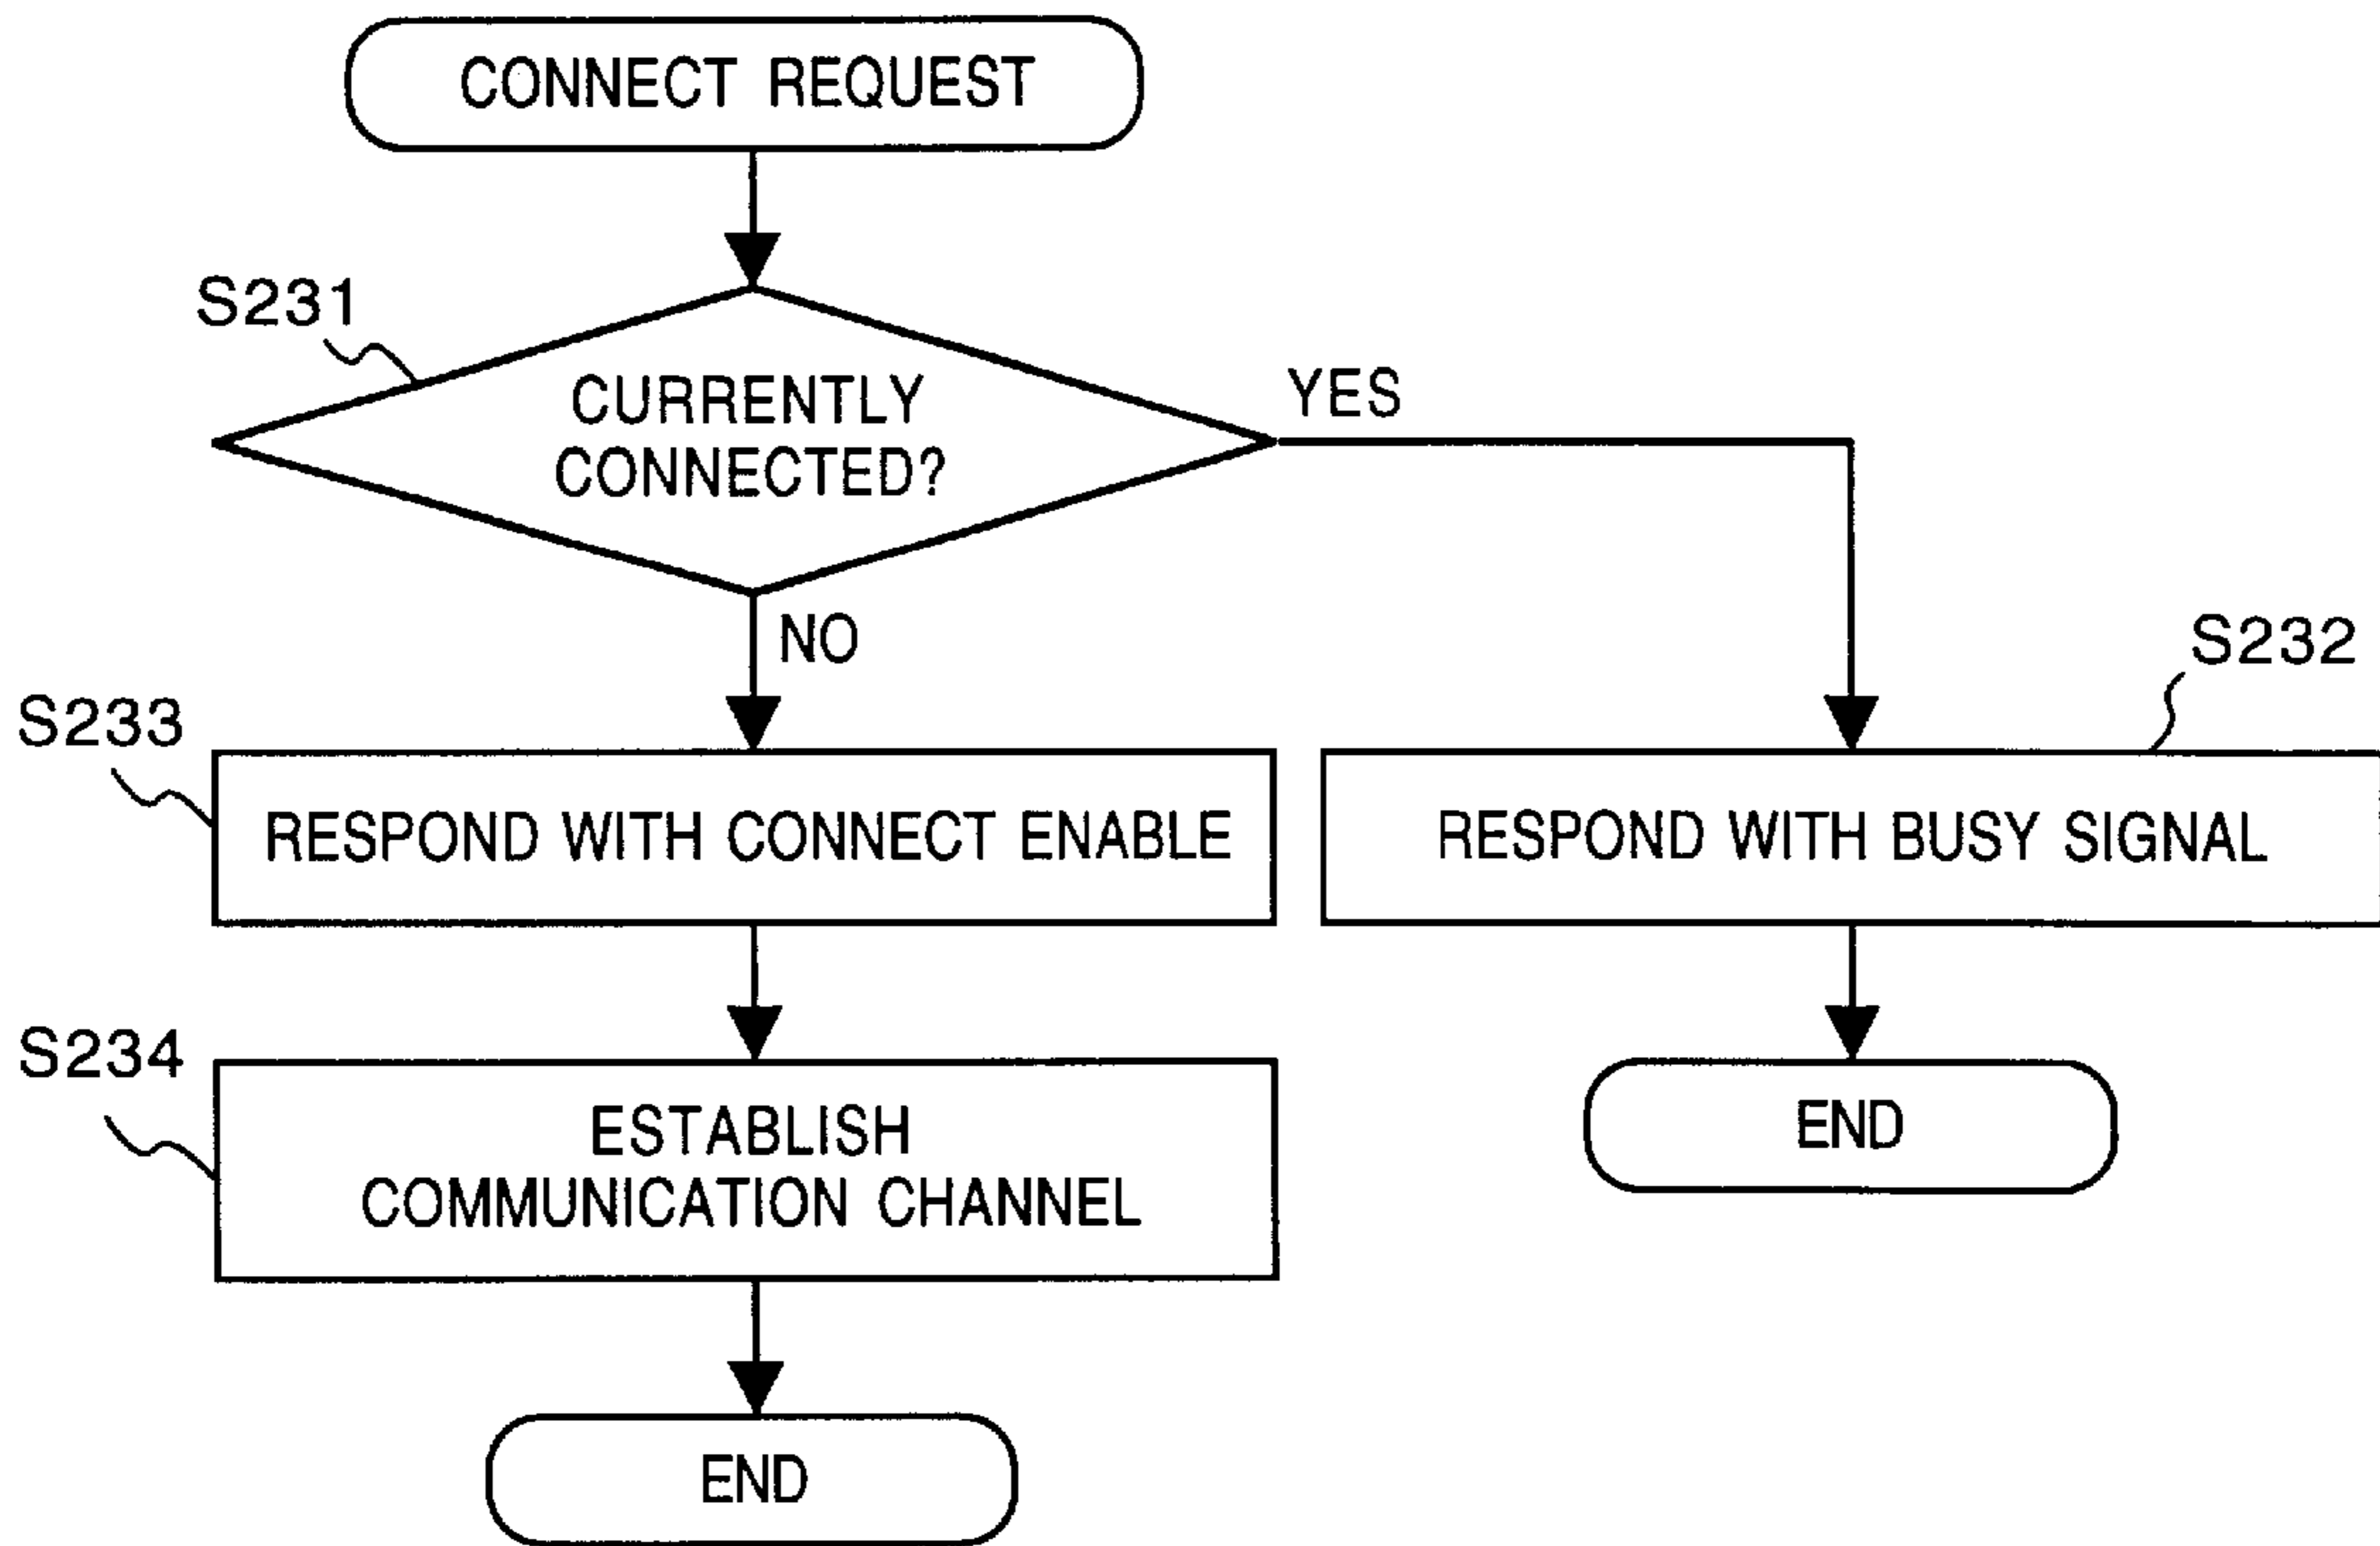 CONNECT REQUEST
S231
CURRENTLY
CONNECTED?
YES
NO
S232
S233
RESPOND WITH CONNECT ENABLE
RESPOND WITH BUSY SIGNAL
S234
ESTABLISH
COMMUNICATION CHANNEL
END
END